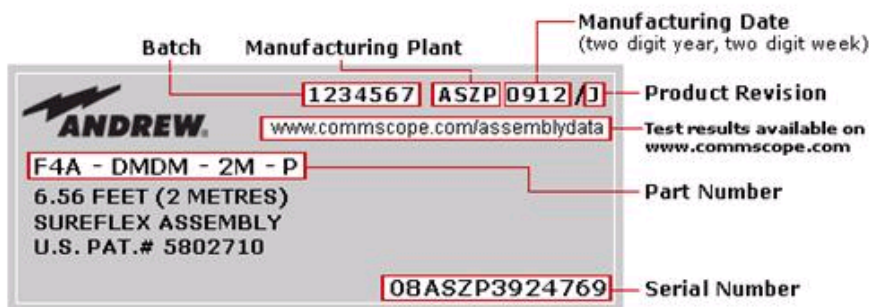 Manufacturing Date
(two digit year, two digit week)
Batch Manufacturing Plant
1234567 ASZP 0912 /J Product Revision
ANDREW.
www.commscope.com/assemblydata Test results available on
www.commscope.com
F4A - DMDM - 2M - P
Part Number
6.56 FEET (2 METRES)
SUREFLEX ASSEMBLY
U.S. PAT.# 5802710
08ASZP3924769 Serial Number